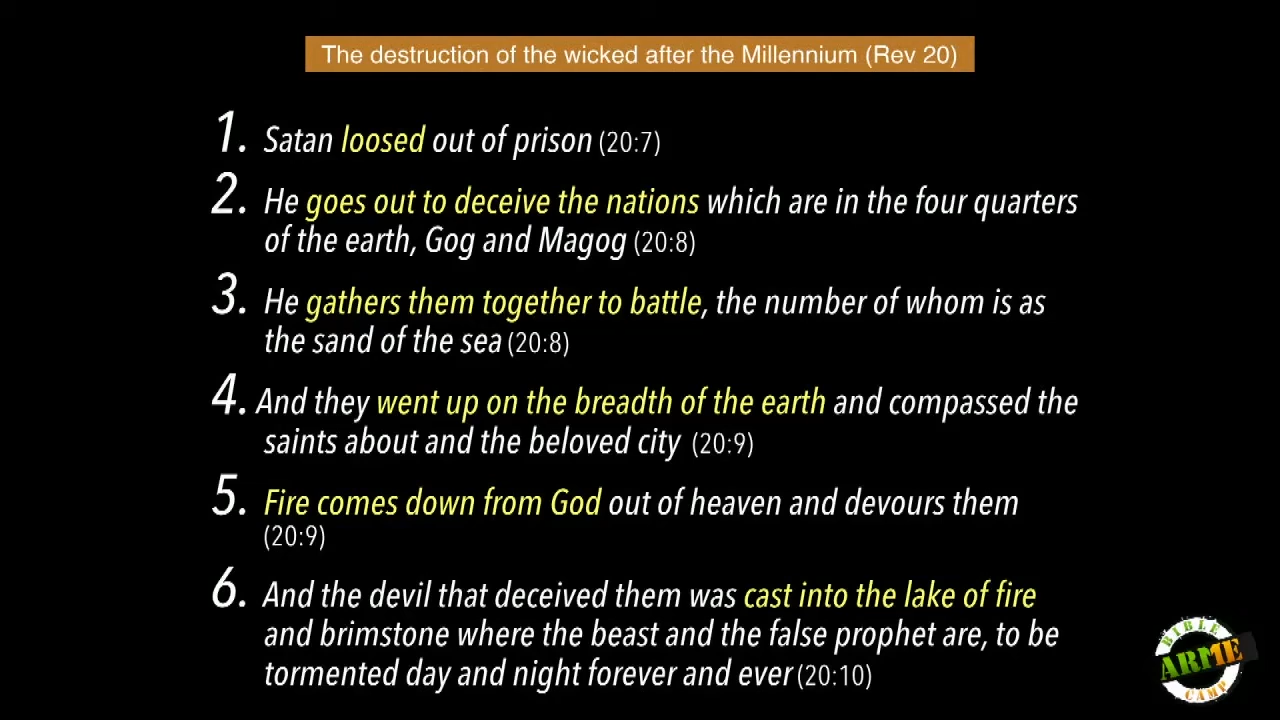 The destruction of the wicked after the Millennium (Rev 20)
1. Satan loosed out of prison (20:7)
2. He goes out to deceive the nations which are in the four quarters
of the earth, Gog and Magog (20:8)
3. He gathers them together to battle, the number of whom is as
the sand of the sea (20:8)
4. And they went up on the breadth of the earth and compassed the
saints about and the beloved city (20:9)
5. Fire comes down from God out of heaven and devours them
(20:9)
6. And the devil that deceived them was cast into the lake of fire
and brimstone where the beast and the false prophet are, to be
tormented day and night forever and ever (20:10)
BIBLE
ARME
CAMP